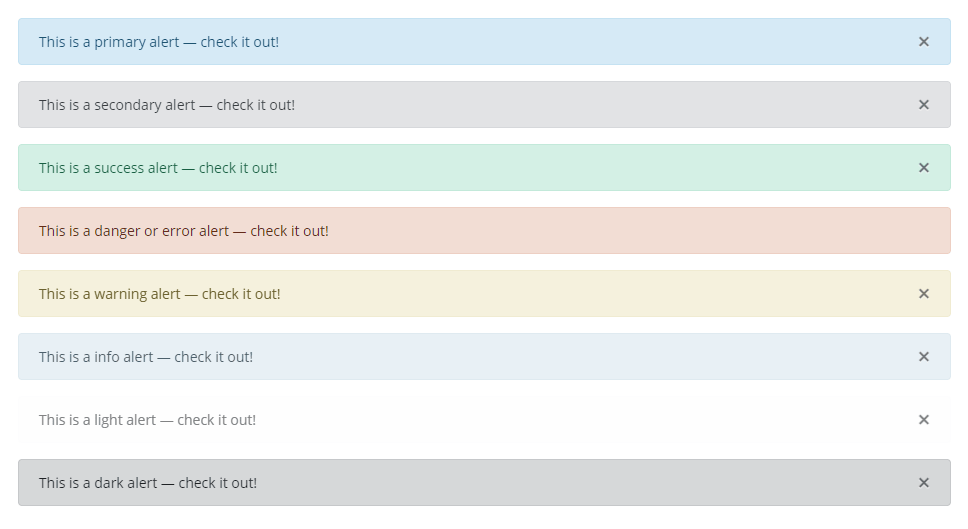 This is a primary alert — check it out! ×
This is a secondary alert — check it out! ×
This is a success alert — check it out! ×
This is a danger or error alert — check it out!
This is a warning alert — check it out! ×
This is a info alert — check it out! ×
This is a light alert — check it out! ×
This is a dark alert — check it out! ×